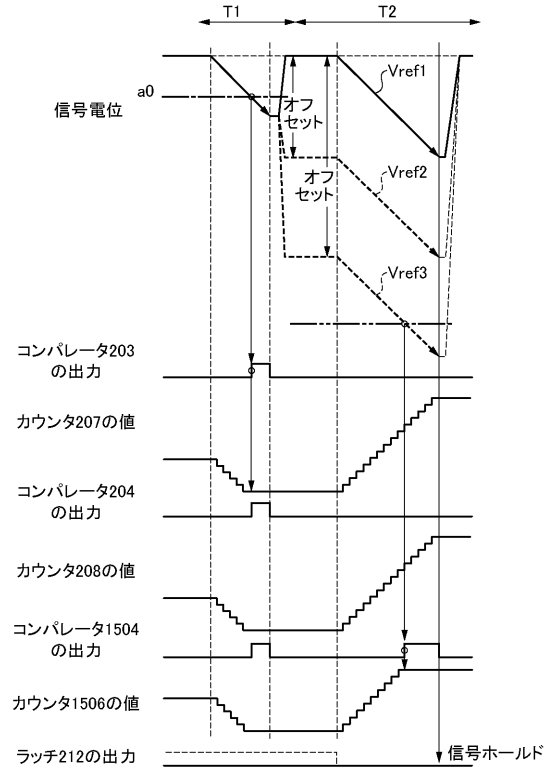 T1
T2
a0
信号電位
オフ
セット
オフ
セット
Vref1
Vref2
Vref3
コンパレータ203
の出力
カウンタ207の値
コンパレータ204
の出力
カウンタ208の値
コンパレータ1504
の出力
カウンタ1506の値
ラッチ212の出力
信号ホールド